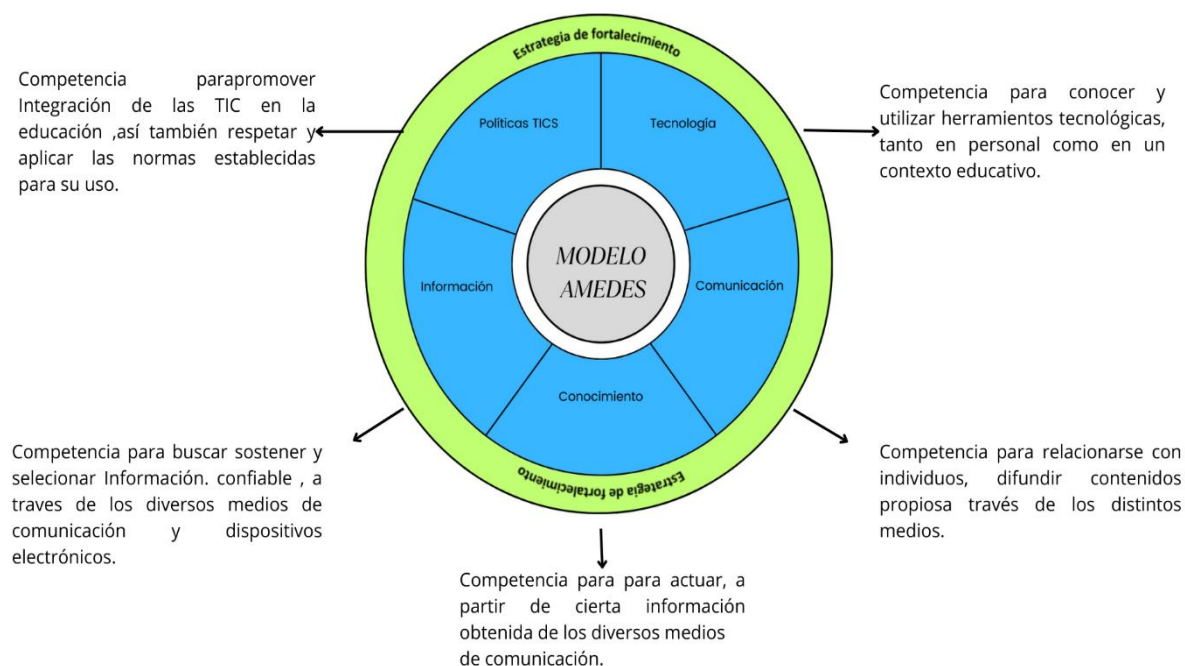 Estrategia de fortalecimiento
Competencia parapromover
Integración de las TIC en la
educación ,así también respetar y
aplicar las normas establecidas
para su uso.
Políticas TICS
Tecnología
Competencia para conocer y
utilizar herramientos tecnológicas,
tanto en personal como en un
contexto educativo.
MODELO
AMEDES
Información
Comunicación
Conocimiento
Estrategia de fortalecimiento
Competencia para buscar sostener y
selecionar Información. confiable , a
traves de los diversos medios de
comunicación y dispositivos
electrónicos.
Competencia para relacionarse con
individuos, difundir contenidos
propiosa través de los distintos
medios.
Competencia para para actuar, a
partir de cierta información
obtenida de los diversos medios
de comunicación.